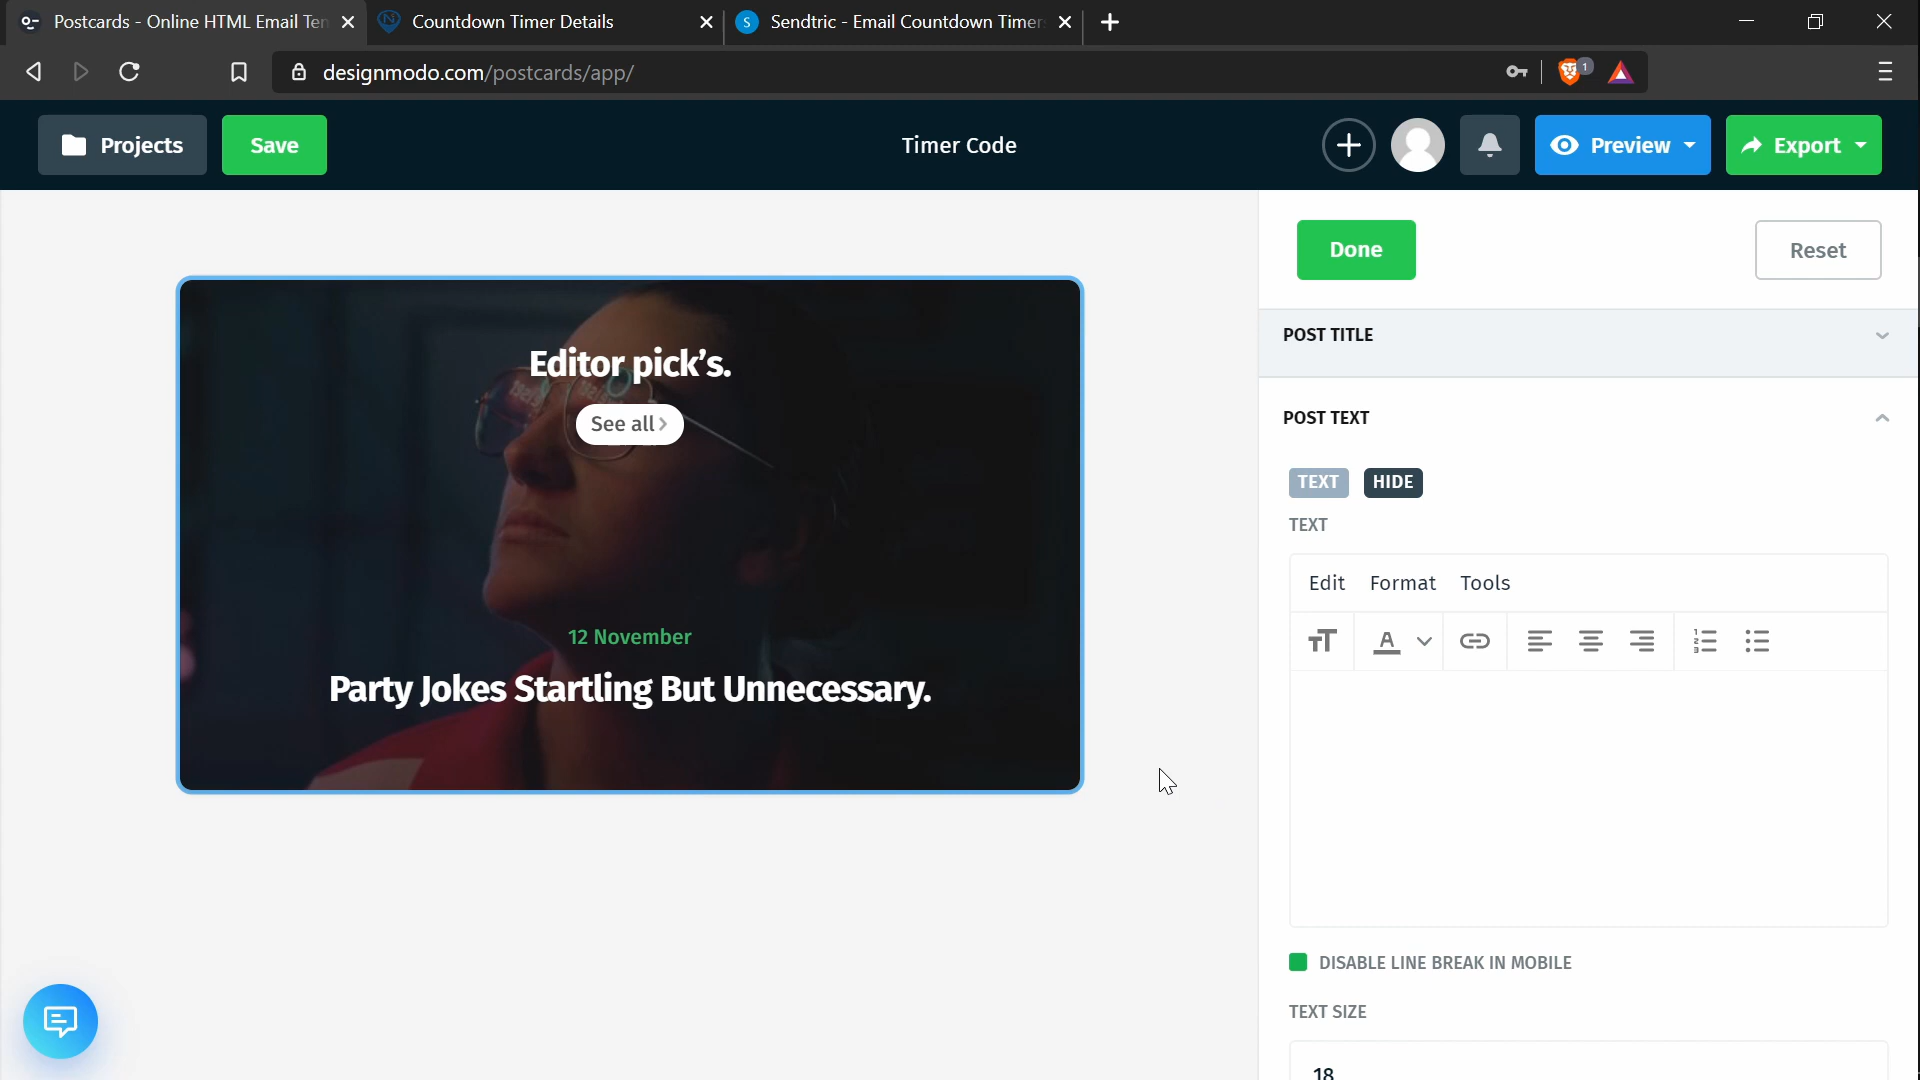 Postcards - Online HTML Email Ten
Countdown Timer Details
Sendtric - Email Countdown Timer
designmodo.com/postcards/app/
1
Projects
Save
Timer Code
Preview
Export
Done
Reset
POST TITLE
POST TEXT
TEXT HIDE
TEXT
Edit Format Tools
DISABLE LINE BREAK IN MOBILE
TEXT SIZE
18
Editor pick’s.
See all
12 November
Party Jokes Startling But Unnecessary.